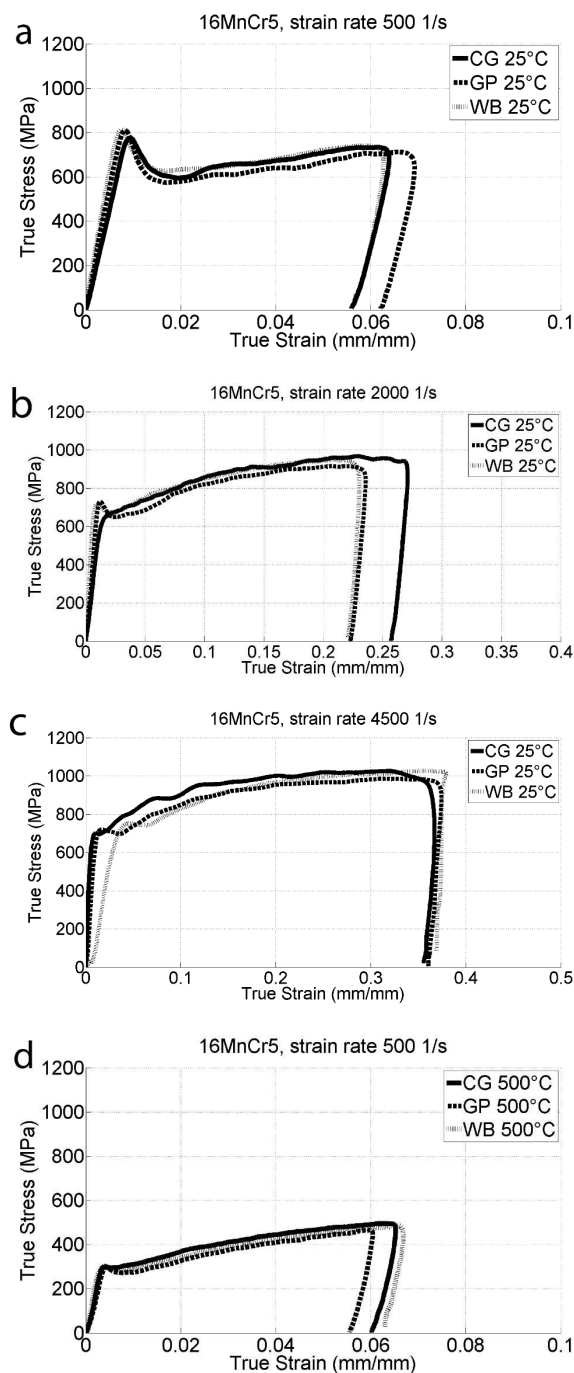 a
16MnCr5, strain rate 500 1/s
1200
1000
800
600
400
200
0
True Stress (MPa)
CG 25°C
GP 25°C
WB 25°C
0 0.02 0.04 0.06 0.08 0.1
True Strain (mm/mm)
b
16MnCr5, strain rate 2000 1/s
1200
1000
800
600
400
200
0
True Stress (MPa)
CG 25°C
GP 25°C
WB 25°C
0 0.05 0.1 0.15 0.2 0.25 0.3 0.4
True Strain (mm/mm)
c
16MnCr5, strain rate 4500 1/s
1200
1000
800
600
400
200
0
True Stress (MPa)
CG 25°C
GP 25°C
WB 25°C
0 0.1 0.2 0.3 0.4 0.5
True Strain (mm/mm)
d
16MnCr5, strain rate 500 1/s
1200
1000
800
600
400
200
0
True Stress (MPa)
CG 500°C
GP 500°C
WB 500°C
0 0.02 0.04 0.06 0.08 0.1
True Strain (mm/mm)